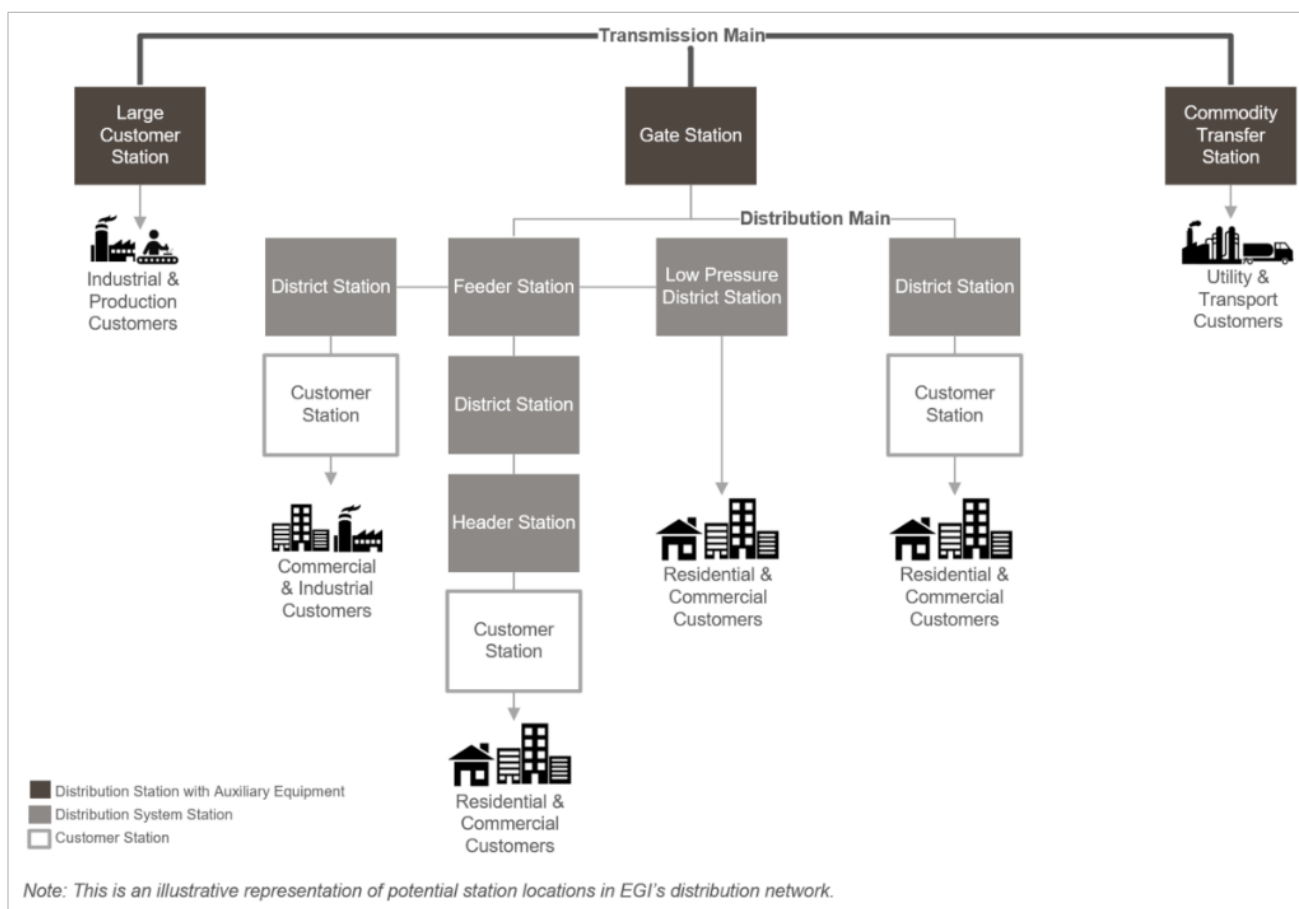 Transmission Main
Large
Customer
Station
Gate Station
Commodity
Transfer
Station
Industrial &
Production
Customers
Distribution Main
Utility &
Transport
Customers
District Station
Feeder Station
Low Pressure
District Station
District Station
Customer
Station
District Station
Customer
Station
Header Station
Commercial
& Industrial
Customers
Residential &
Commercial
Customers
Residential &
Commercial
Customers
Customer
Station
Residential &
Commercial
Customers
Distribution Station with Auxiliary Equipment
Distribution System Station
Customer Station
Note: This is an illustrative representation of potential station locations in EGI's distribution network.